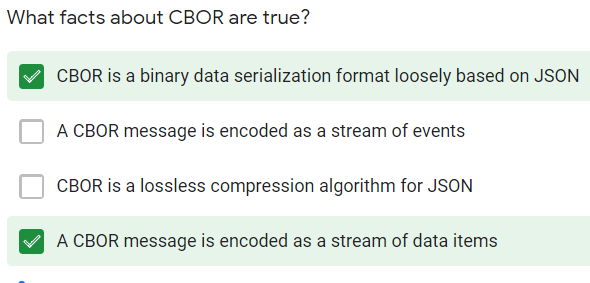 What facts about CBOR are true?
CBOR is a binary data serialization format loosely based on JSON
A CBOR message is encoded as a stream of events
CBOR is a lossless compression algorithm for JSON
A CBOR message is encoded as a stream of data items